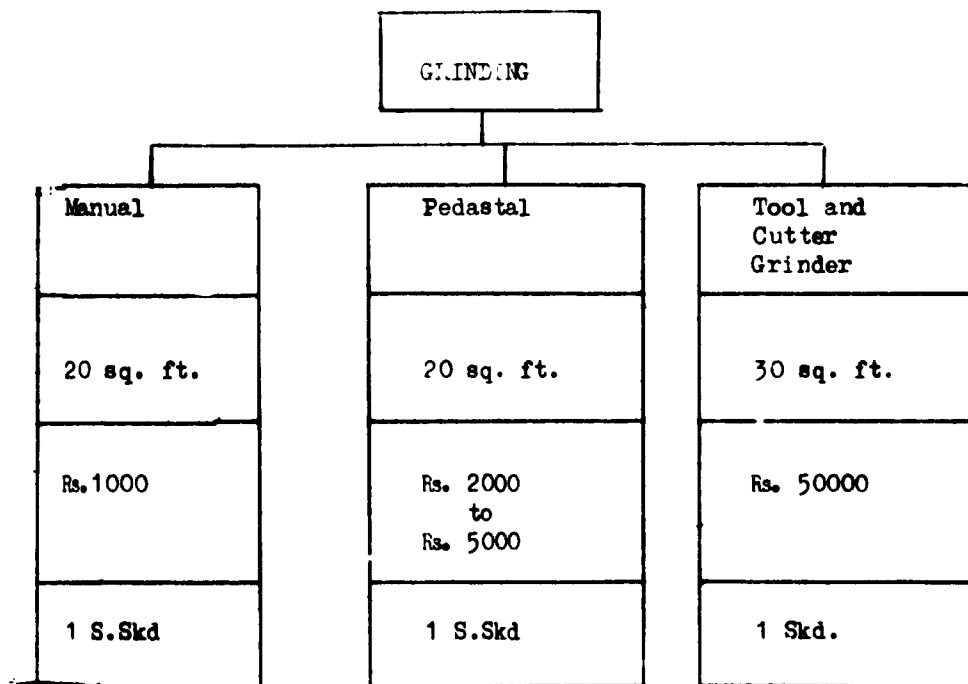 GRINDING
Manual
Pedastal
Tool and
Cutter
Grinder
20 sq. ft.
20 sq. ft.
30 sq. ft.
Rs.1000
Rs. 2000
to
Rs. 5000
Rs. 50000
1 S.Skd
1 S.Skd
1 Skd.